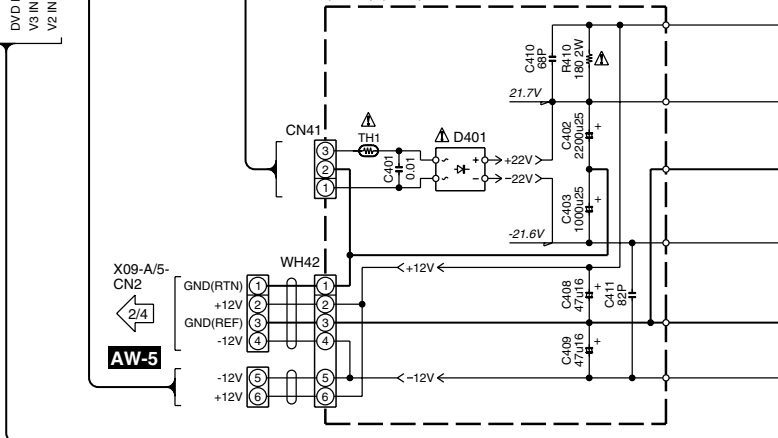 DVD
V3 IN
V2 IN
C410
68P
R410
180 2W
21.7V
CN41
TH1
D401
3
2
1
C401
0.01
+22V
−22V
C402
2200u25
C403
1000u25
-21.6V
X09-A/5-
CN2
2/4
AW-5
WH42
GND(RTN) 1 1
+12V 2 2
GND(REF) 3 3
-12V 4 4
-12V 5 5
+12V 6 6
+12V
−12V
C408
47u16
C411
82P
C409
47u16